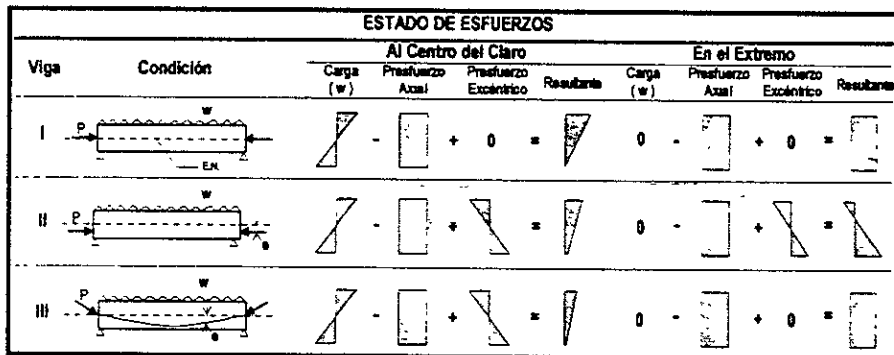 ESTADO DE ESFUERZOS
Al Centro del Claro En el Extremo
Viga Condición Carga (w) Presfuerzo Axial Presfuerzo Excéntrico Resultante Carga (w) Presfuerzo Axial Presfuerzo Excéntrico Resultante
w
I P - + 0 = 0 - + 0 =
E.N.
w
II P - + = 0 - + =
e
w
P
III - + = 0 - + 0 =
e